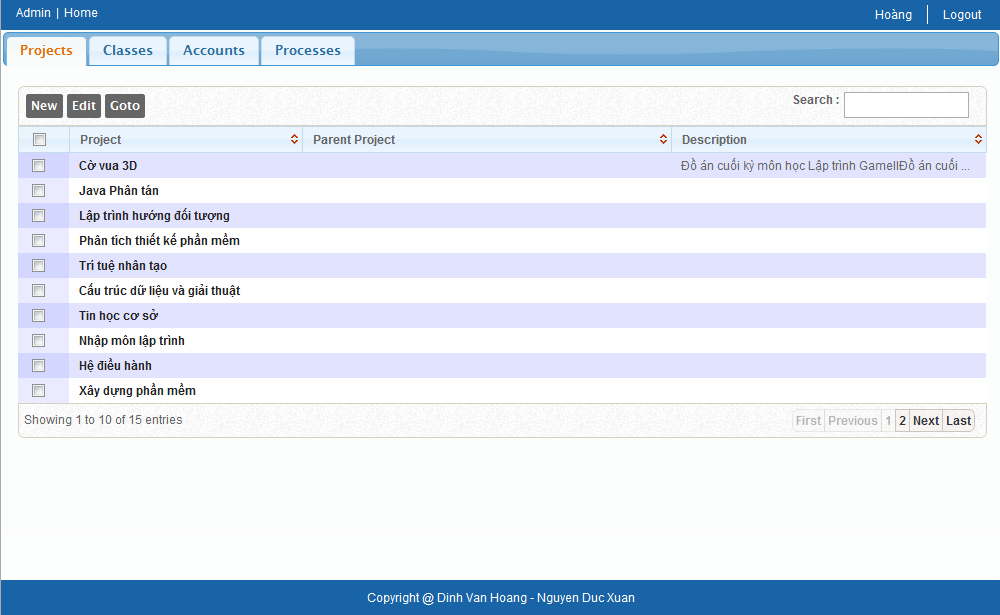 Admin | Home Hoàng Logout
Projects Classes Accounts Processes
New Edit Goto Search :
Project Parent Project Description
Cờ vua 3D Đồ án cuối kỳ môn học Lập trình GameIIĐồ án cuối ...
Java Phân tán
Lập trình hướng đối tượng
Phân tích thiết kế phần mềm
Trí tuệ nhân tạo
Cấu trúc dữ liệu và giải thuật
Tin học cơ sở
Nhập môn lập trình
Hệ điều hành
Xây dựng phần mềm
Showing 1 to 10 of 15 entries First Previous 1 2 Next Last
Copyright @ Dinh Van Hoang - Nguyen Duc Xuan